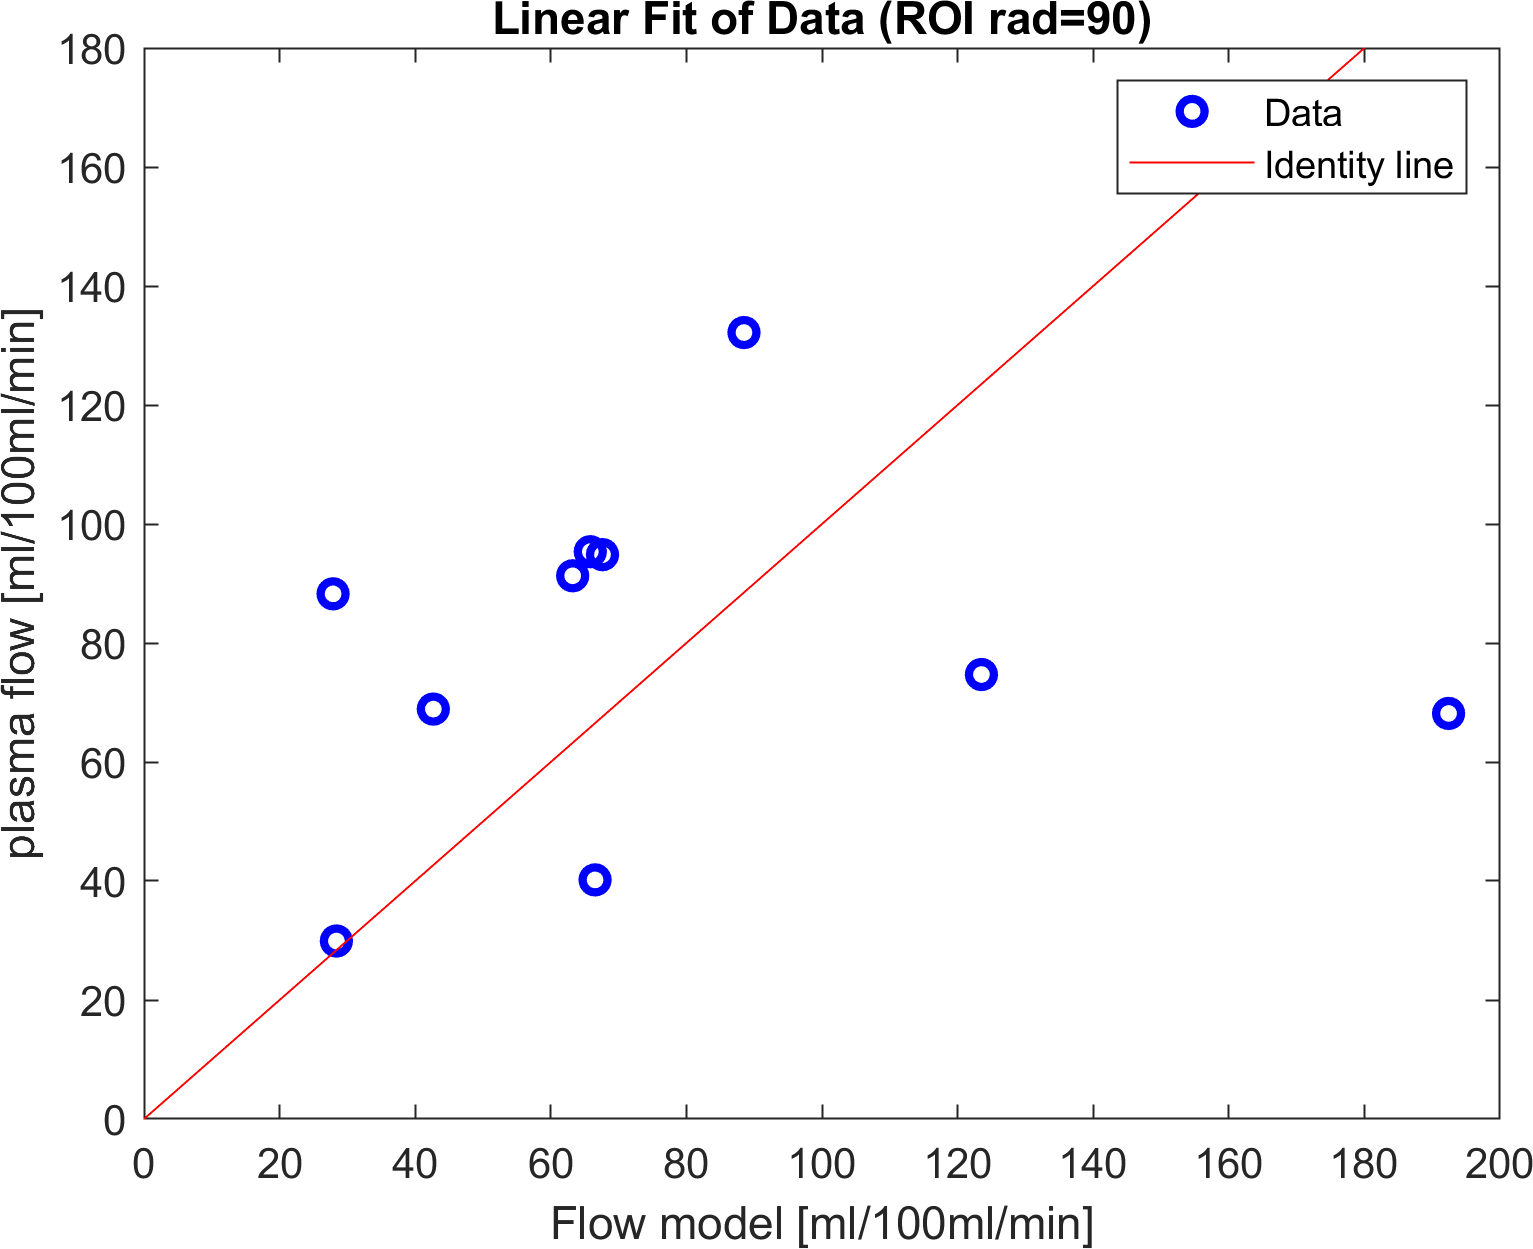 Linear Fit of Data (ROI rad=90)
180
160
140
120
100
80
60
40
20
0
plasma flow [ml/100ml/min]
Data
Identity line
0 20 40 60 80 100 120 140 160 180 200
Flow model [ml/100ml/min]